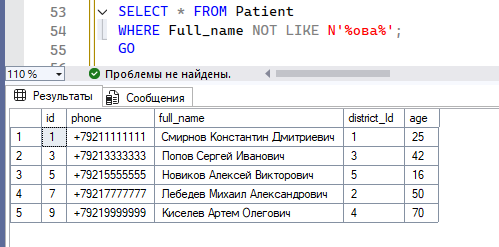 53 SELECT * FROM Patient
54 WHERE Full_name NOT LIKE N'%ова%';
55 GO
110 % Проблемы не найдены.
Результаты Сообщения
id phone full_name district_Id age
1 1 +79211111111 Смирнов Константин Дмитриевич 1 25
2 3 +79213333333 Попов Сергей Иванович 3 42
3 5 +79215555555 Новиков Алексей Викторович 5 16
4 7 +79217777777 Лебедев Михаил Александрович 2 50
5 9 +79219999999 Киселев Артем Олегович 4 70